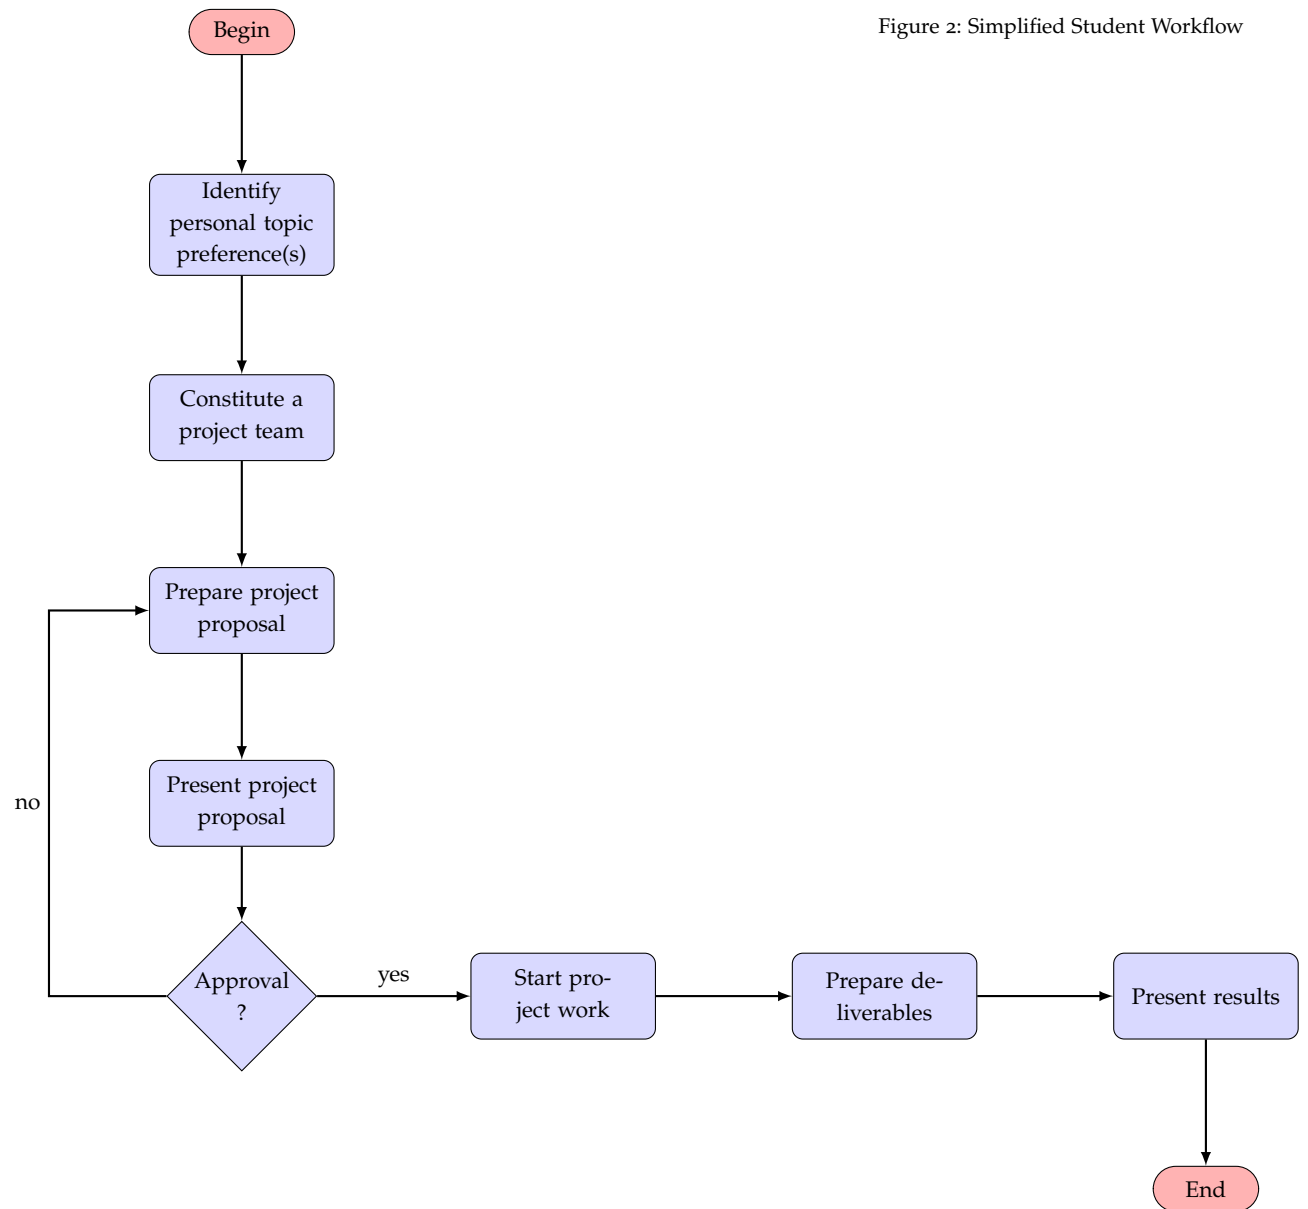 Begin
Figure 2: Simplified Student Workflow
Identify
personal topic
preference(s)
Constitute a
project team
Prepare project
proposal
Present project
proposal
no
Approval
?
yes
Start pro-
ject work
Prepare de-
liverables
Present results
End